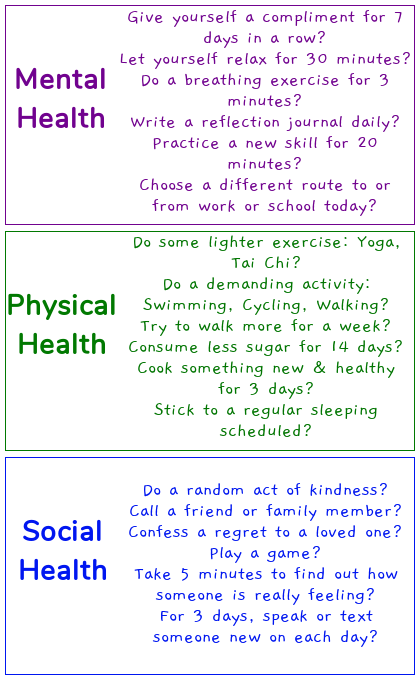 Mental
Health
Give yourself a compliment for 7
days in a row?
Let yourself relax for 30 minutes?
Do a breathing exercise for 3
minutes?
Write a reflection journal daily?
Practice a new skill for 20
minutes?
Choose a different route to or
from work or school today?
Physical
Health
Do some lighter exercise: Yoga,
Tai Chi?
Do a demanding activity:
Swimming, Cycling, Walking?
Try to walk more for a week?
Consume less sugar for 14 days?
Cook something new & healthy
for 3 days?
Stick to a regular sleeping
scheduled?
Social
Health
Do a random act of kindness?
Call a friend or family member?
Confess a regret to a loved one?
Play a game?
Take 5 minutes to find out how
someone is really feeling?
For 3 days, speak or text
someone new on each day?